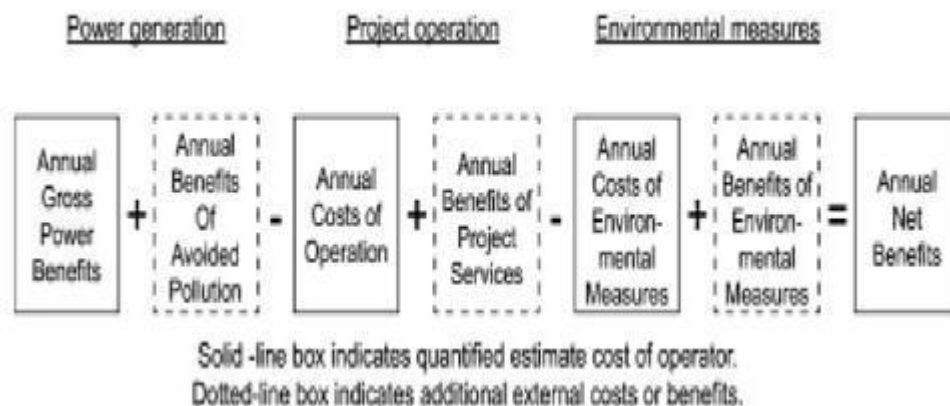 Power generation
Project operation
Environmental measures
Annual
Gross
Power
Benefits
+
Annual
Benefits
Of
Avoided
Pollution
-
Annual
Costs of
Operation
+
Annual
Benefits of
Project
Services
-
Annual
Costs of
Environ-
mental
Measures
+
Annual
Benefits of
Environ-
mental
Measures
=
Annual
Net
Benefits
Solid -line box indicates quantified estimate cost of operator.
Dotted-line box indicates additional external costs or benefits.